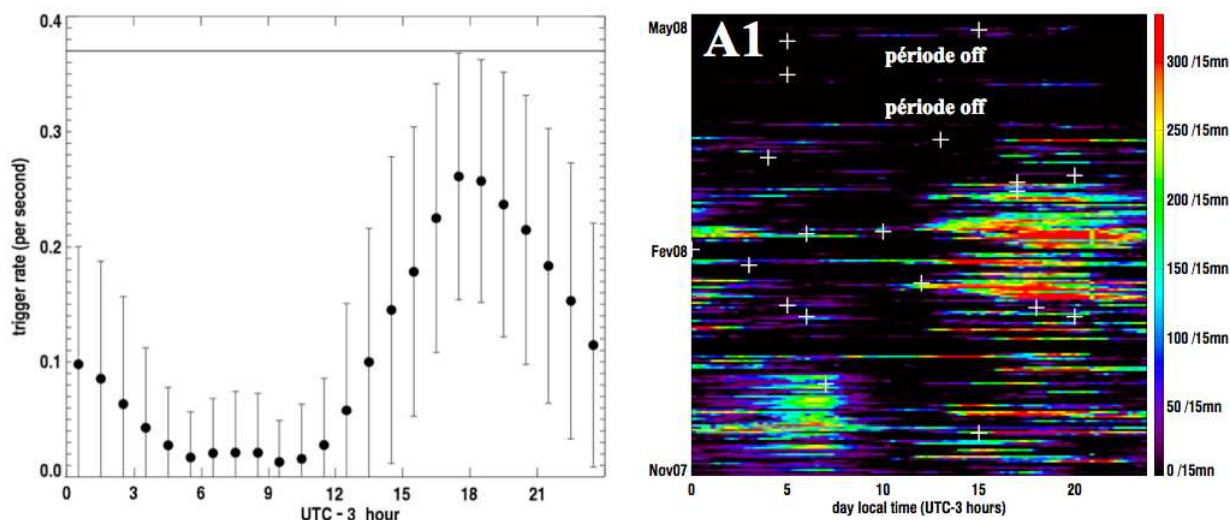 0.4
0.3
0.2
0.1
0.0
trigger rate (per second)
0 3 6 9 12 15 18 21
UTC - 3 hour
A1
période off
période off
May08
Fev08
Nov07
0 5 10 15 20
day local time (UTC-3 hours)
300 /15mn
250 /15mn
200 /15mn
150 /15mn
100 /15mn
50 /15mn
0 /15mn